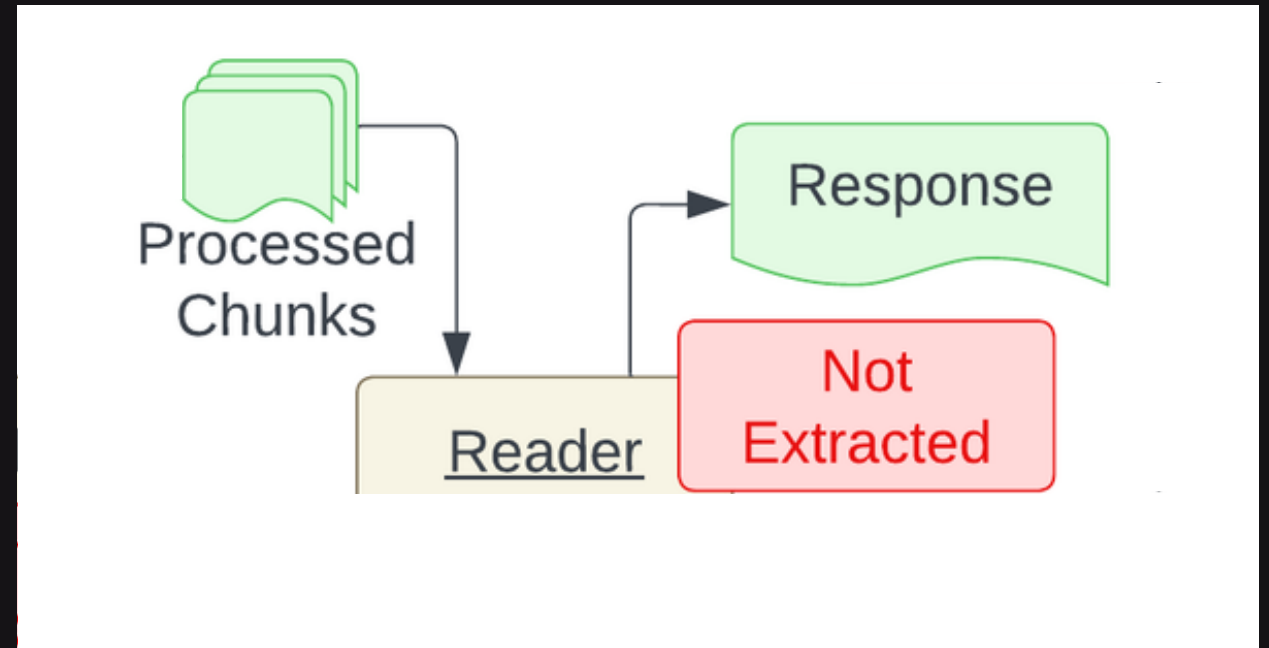 Processed
Chunks
Response
Not
Extracted
Reader